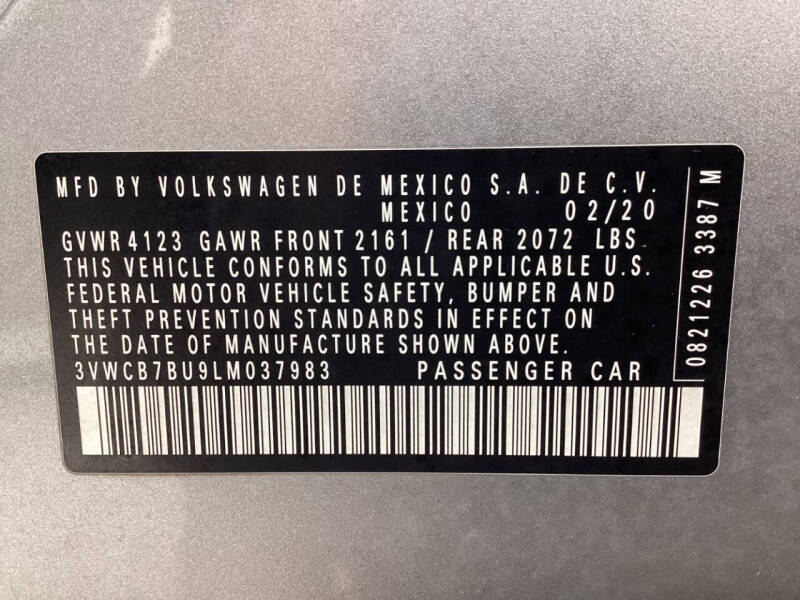 MFD BY VOLKSWAGEN DE MEXICO S.A. DE C.V.
MEXICO 02/20
GVWR 4123 GAWR FRONT 2161 / REAR 2072 LBS
THIS VEHICLE CONFORMS TO ALL APPLICABLE U.S.
FEDERAL MOTOR VEHICLE SAFETY, BUMPER AND
THEFT PREVENTION STANDARDS IN EFFECT ON
THE DATE OF MANUFACTURE SHOWN ABOVE.
3VWCB7BU9LM037983 PASSENGER CAR
0821226 3387 M